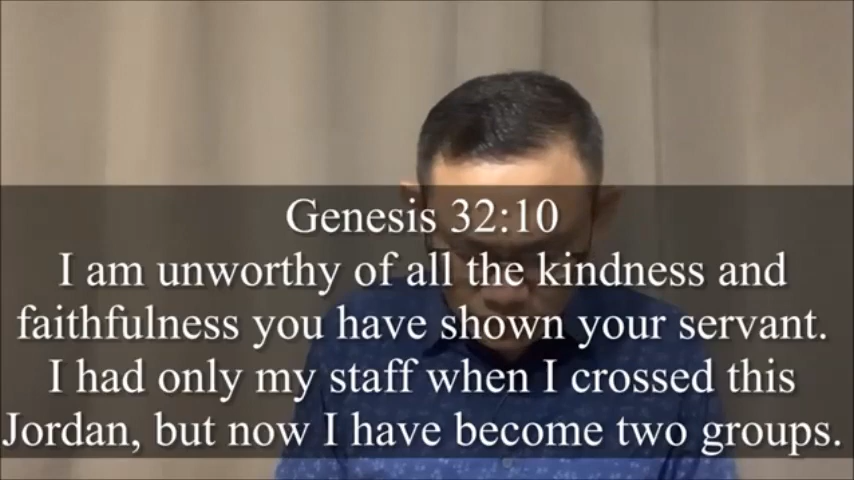 Genesis 32:10
I am unworthy of all the kindness and
faithfulness you have shown your servant.
I had only my staff when I crossed this
Jordan, but now I have become two groups.